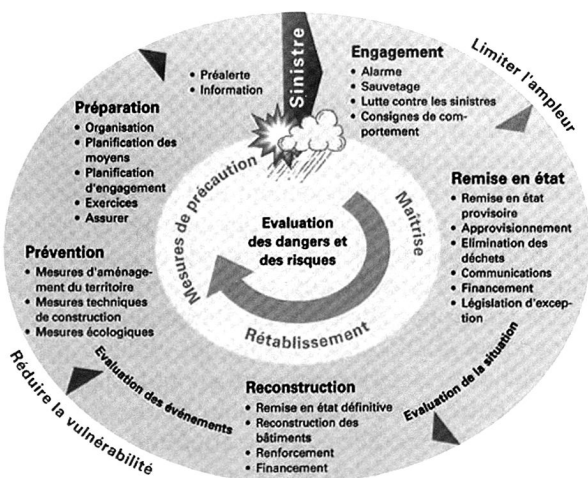 Sinistre
• Préalerte
• Information
Engagement
• Alarme
• Sauvetage
• Lutte contre les sinistres
• Consignes de com-
portement
Limiter l'ampleur
Préparation
• Organisation
• Planification des
moyens
• Planification
d'engagement
• Exercices
• Assurer
Remise en état
• Remise en état
provisoire
• Approvisionnement
• Elimination des
déchets
• Communications
• Financement
• Législation d'excep-
tion
Mesures de précaution
Maîtrise
Rétablissement
Evaluation
des dangers et
des risques
Prévention
• Mesures d'aménage-
ment du territoire
• Mesures techniques
de construction
• Mesures écologiques
Réduire la vulnérabilité
Evaluation des événements
Evaluation de la situation
Reconstruction
• Remise en état définitive
• Reconstruction des
bâtiments
• Renforcement
• Financement